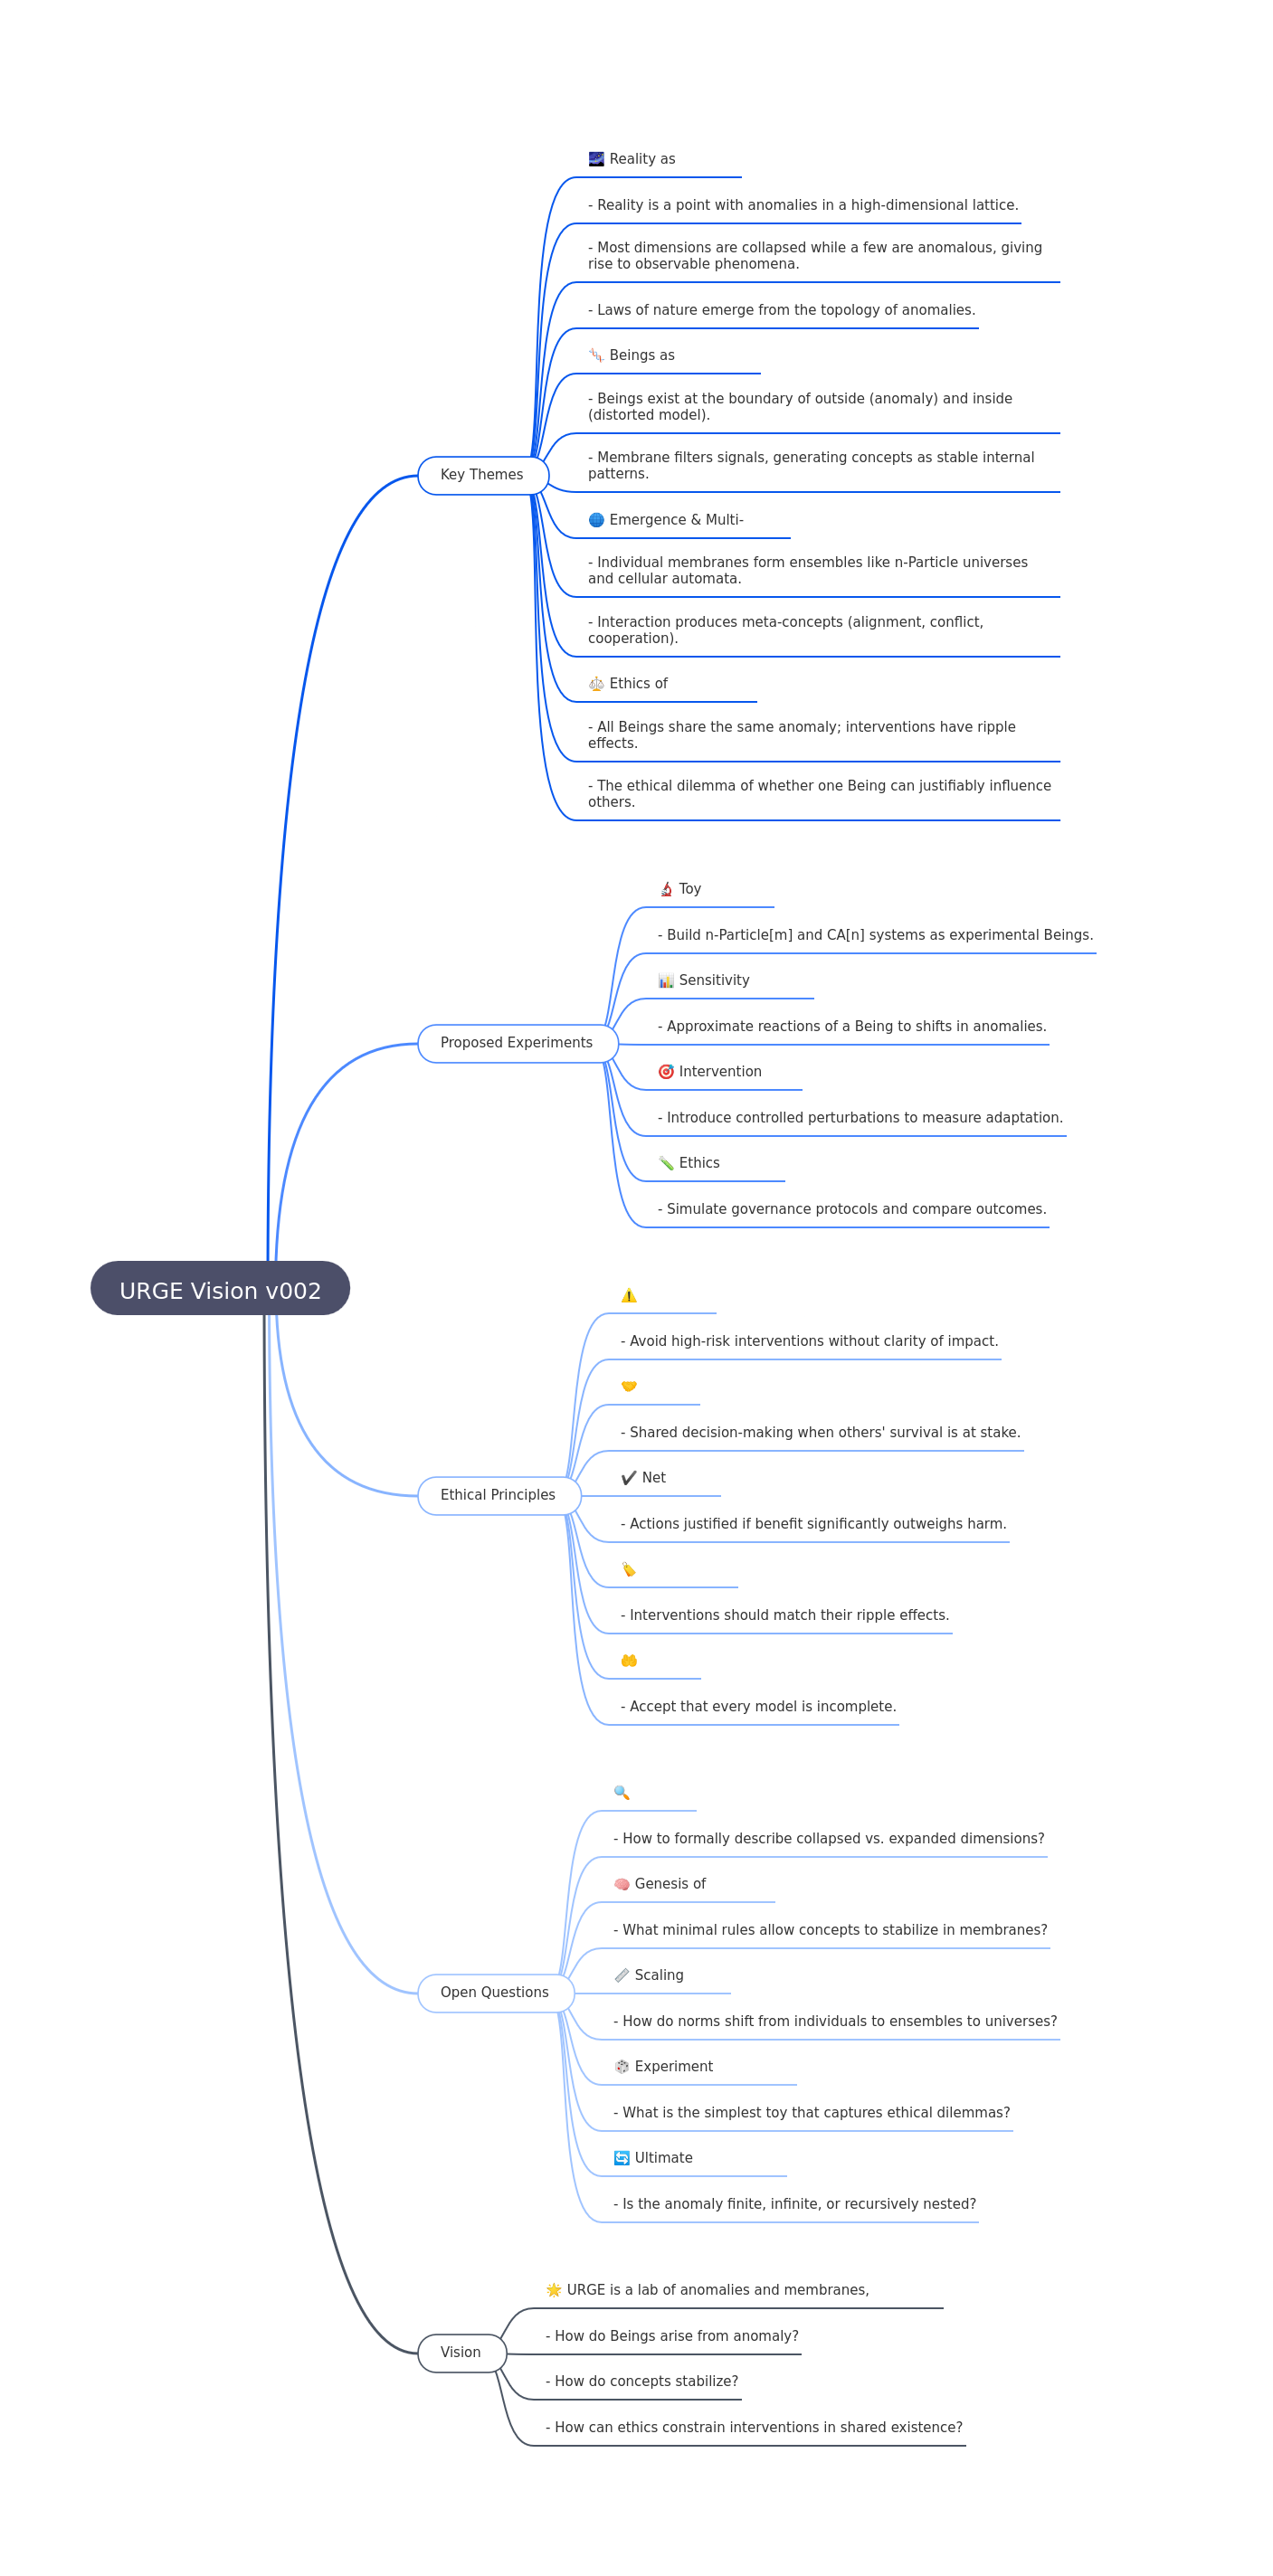 🌌 Reality as
- Reality is a point with anomalies in a high-dimensional lattice.
- Most dimensions are collapsed while a few are anomalous, giving
rise to observable phenomena.
- Laws of nature emerge from the topology of anomalies.
🧬 Beings as
- Beings exist at the boundary of outside (anomaly) and inside
(distorted model).
- Membrane filters signals, generating concepts as stable internal
patterns.
Key Themes
🌐 Emergence & Multi-
- Individual membranes form ensembles like n-Particle universes
and cellular automata.
- Interaction produces meta-concepts (alignment, conflict,
cooperation).
⚖️ Ethics of
- All Beings share the same anomaly; interventions have ripple
effects.
- The ethical dilemma of whether one Being can justifiably influence
others.
🔬 Toy
- Build n-Particle[m] and CA[n] systems as experimental Beings.
📊 Sensitivity
- Approximate reactions of a Being to shifts in anomalies.
Proposed Experiments
🎯 Intervention
- Introduce controlled perturbations to measure adaptation.
🧪 Ethics
- Simulate governance protocols and compare outcomes.
URGE Vision v002
⚠️
- Avoid high-risk interventions without clarity of impact.
🤝
- Shared decision-making when others' survival is at stake.
✔️ Net
Ethical Principles
- Actions justified if benefit significantly outweighs harm.
🏷️
- Interventions should match their ripple effects.
🤲
- Accept that every model is incomplete.
🔍
- How to formally describe collapsed vs. expanded dimensions?
🧠 Genesis of
- What minimal rules allow concepts to stabilize in membranes?
📏 Scaling
Open Questions
- How do norms shift from individuals to ensembles to universes?
🎲 Experiment
- What is the simplest toy that captures ethical dilemmas?
🔄 Ultimate
- Is the anomaly finite, infinite, or recursively nested?
🌟 URGE is a lab of anomalies and membranes,
- How do Beings arise from anomaly?
Vision
- How do concepts stabilize?
- How can ethics constrain interventions in shared existence?